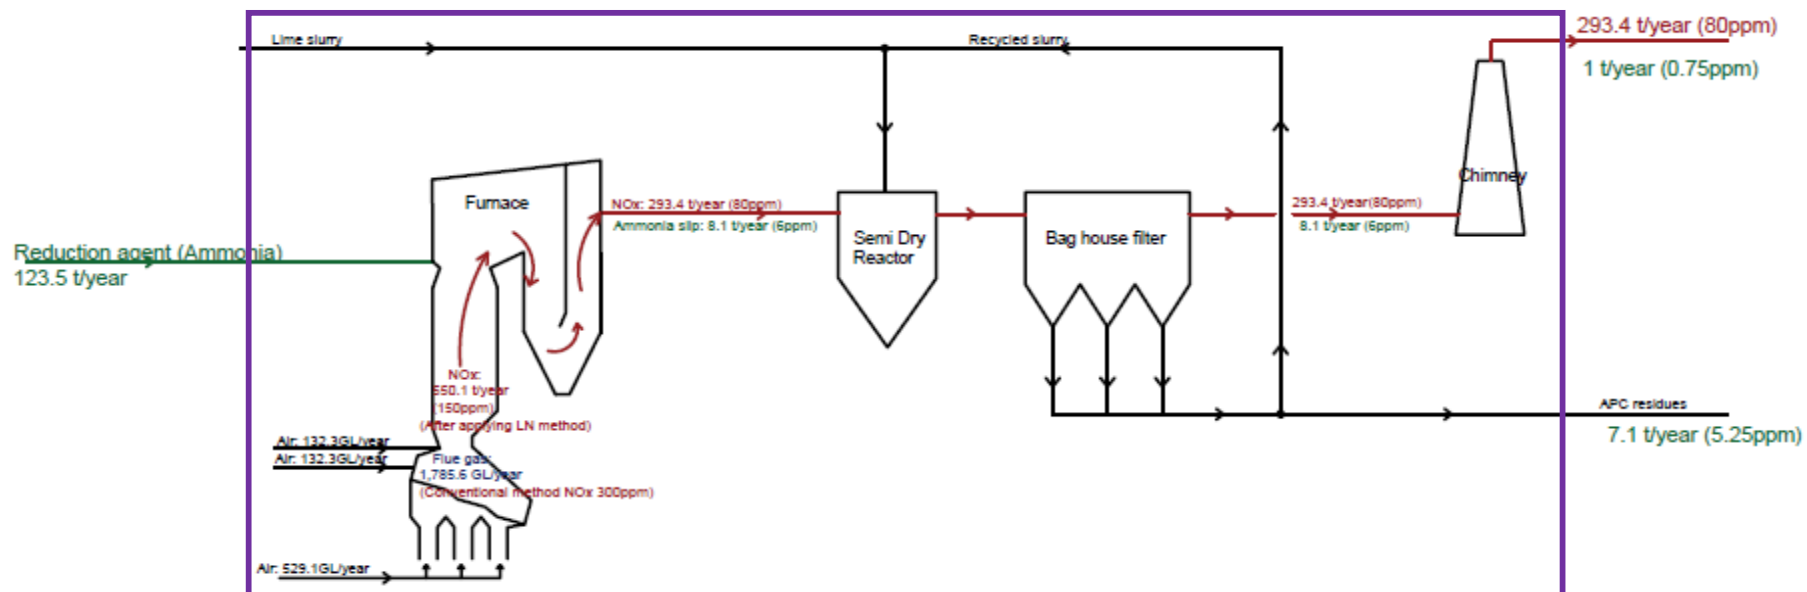 293.4 t/year (80ppm)
1 t/year (0.75ppm)
Lime slurry
Recycled slurry
Chimney
Furnace
NOx: 293.4 t/year (80ppm)
Ammonia slip: 8.1 t/year (6ppm)
Semi Dry
Reactor
Bag house filter
293.4 t/year(80ppm)
8.1 t/year (6ppm)
Reduction agent (Ammonia)
123.5 t/year
NOx:
550.1 t/year
(150ppm)
(After applying LN method)
Air: 132.3GL/year
Air: 132.3GL/year
Flue gas:
1,785.6 GL/year
(Conventional method NOx 300ppm)
Air: 529.1GL/year
APC residues
7.1 t/year (5.25ppm)